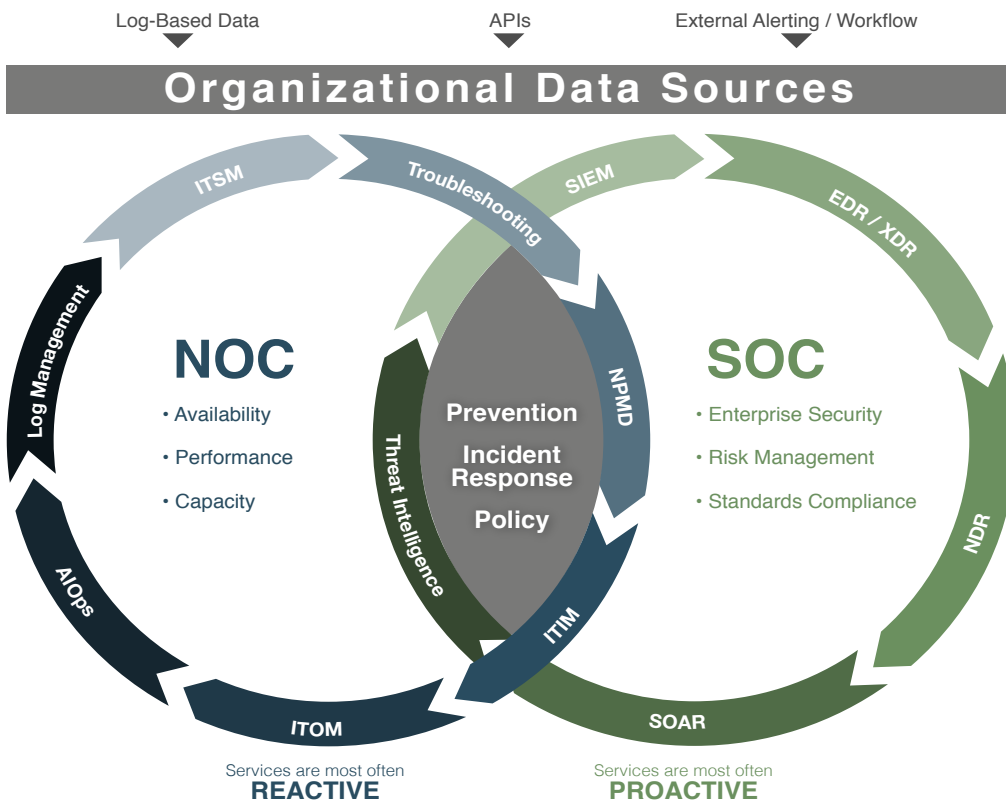 Log-Based Data
APIs
External Alerting / Workflow
Organizational Data Sources
ITSM
Troubleshooting
SIEM
EDR / XDR
Log Management
NOC
• Availability
• Performance
• Capacity
Threat Intelligence
Prevention
Incident
Response
Policy
NPMD
SOC
• Enterprise Security
• Risk Management
• Standards Compliance
NDR
AIOps
ITIM
ITOM
SOAR
Services are most often
REACTIVE
Services are most often
PROACTIVE